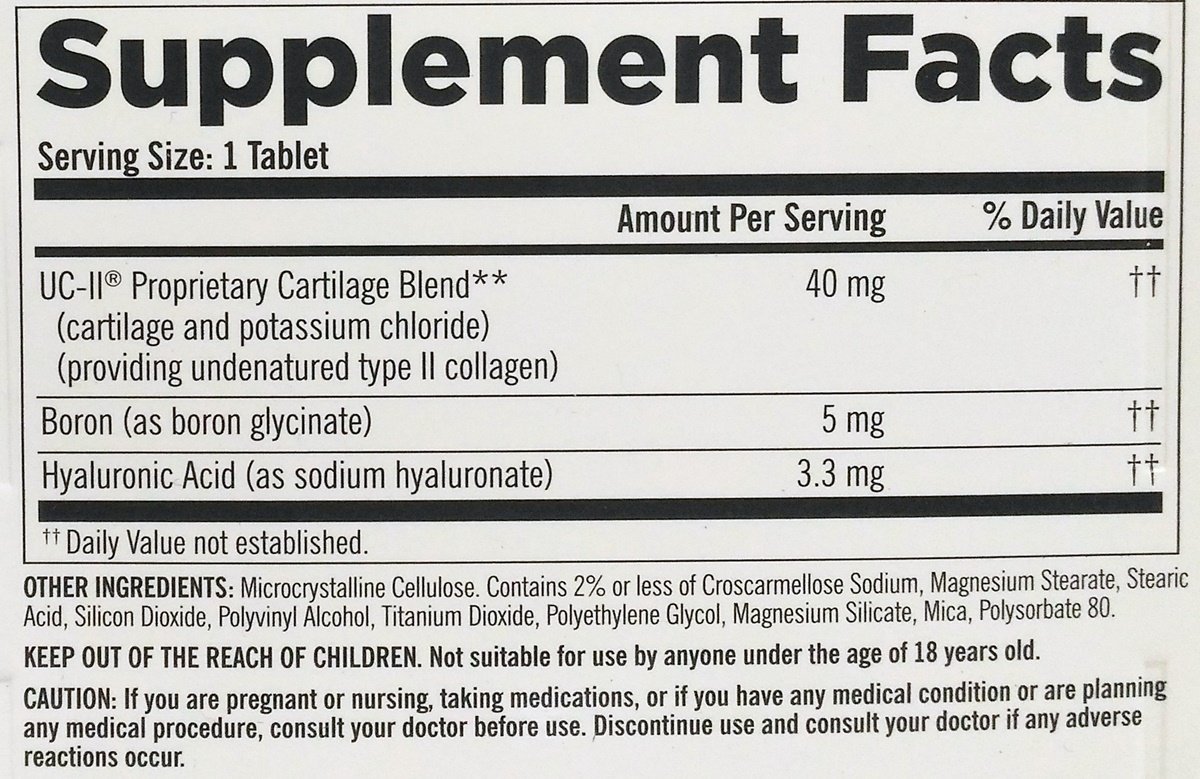 Supplement Facts
Serving Size: 1 Tablet
Amount Per Serving % Daily Value
UC-II® Proprietary Cartilage Blend** 40 mg ††
(cartilage and potassium chloride)
(providing undenatured type II collagen)
Boron (as boron glycinate) 5 mg ††
Hyaluronic Acid (as sodium hyaluronate) 3.3 mg ††
†† Daily Value not established.
OTHER INGREDIENTS: Microcrystalline Cellulose. Contains 2% or less of Croscarmellose Sodium, Magnesium Stearate, Stearic
Acid, Silicon Dioxide, Polyvinyl Alcohol, Titanium Dioxide, Polyethylene Glycol, Magnesium Silicate, Mica, Polysorbate 80.
KEEP OUT OF THE REACH OF CHILDREN. Not suitable for use by anyone under the age of 18 years old.
CAUTION: If you are pregnant or nursing, taking medications, or if you have any medical condition or are planning
any medical procedure, consult your doctor before use. Discontinue use and consult your doctor if any adverse
reactions occur.